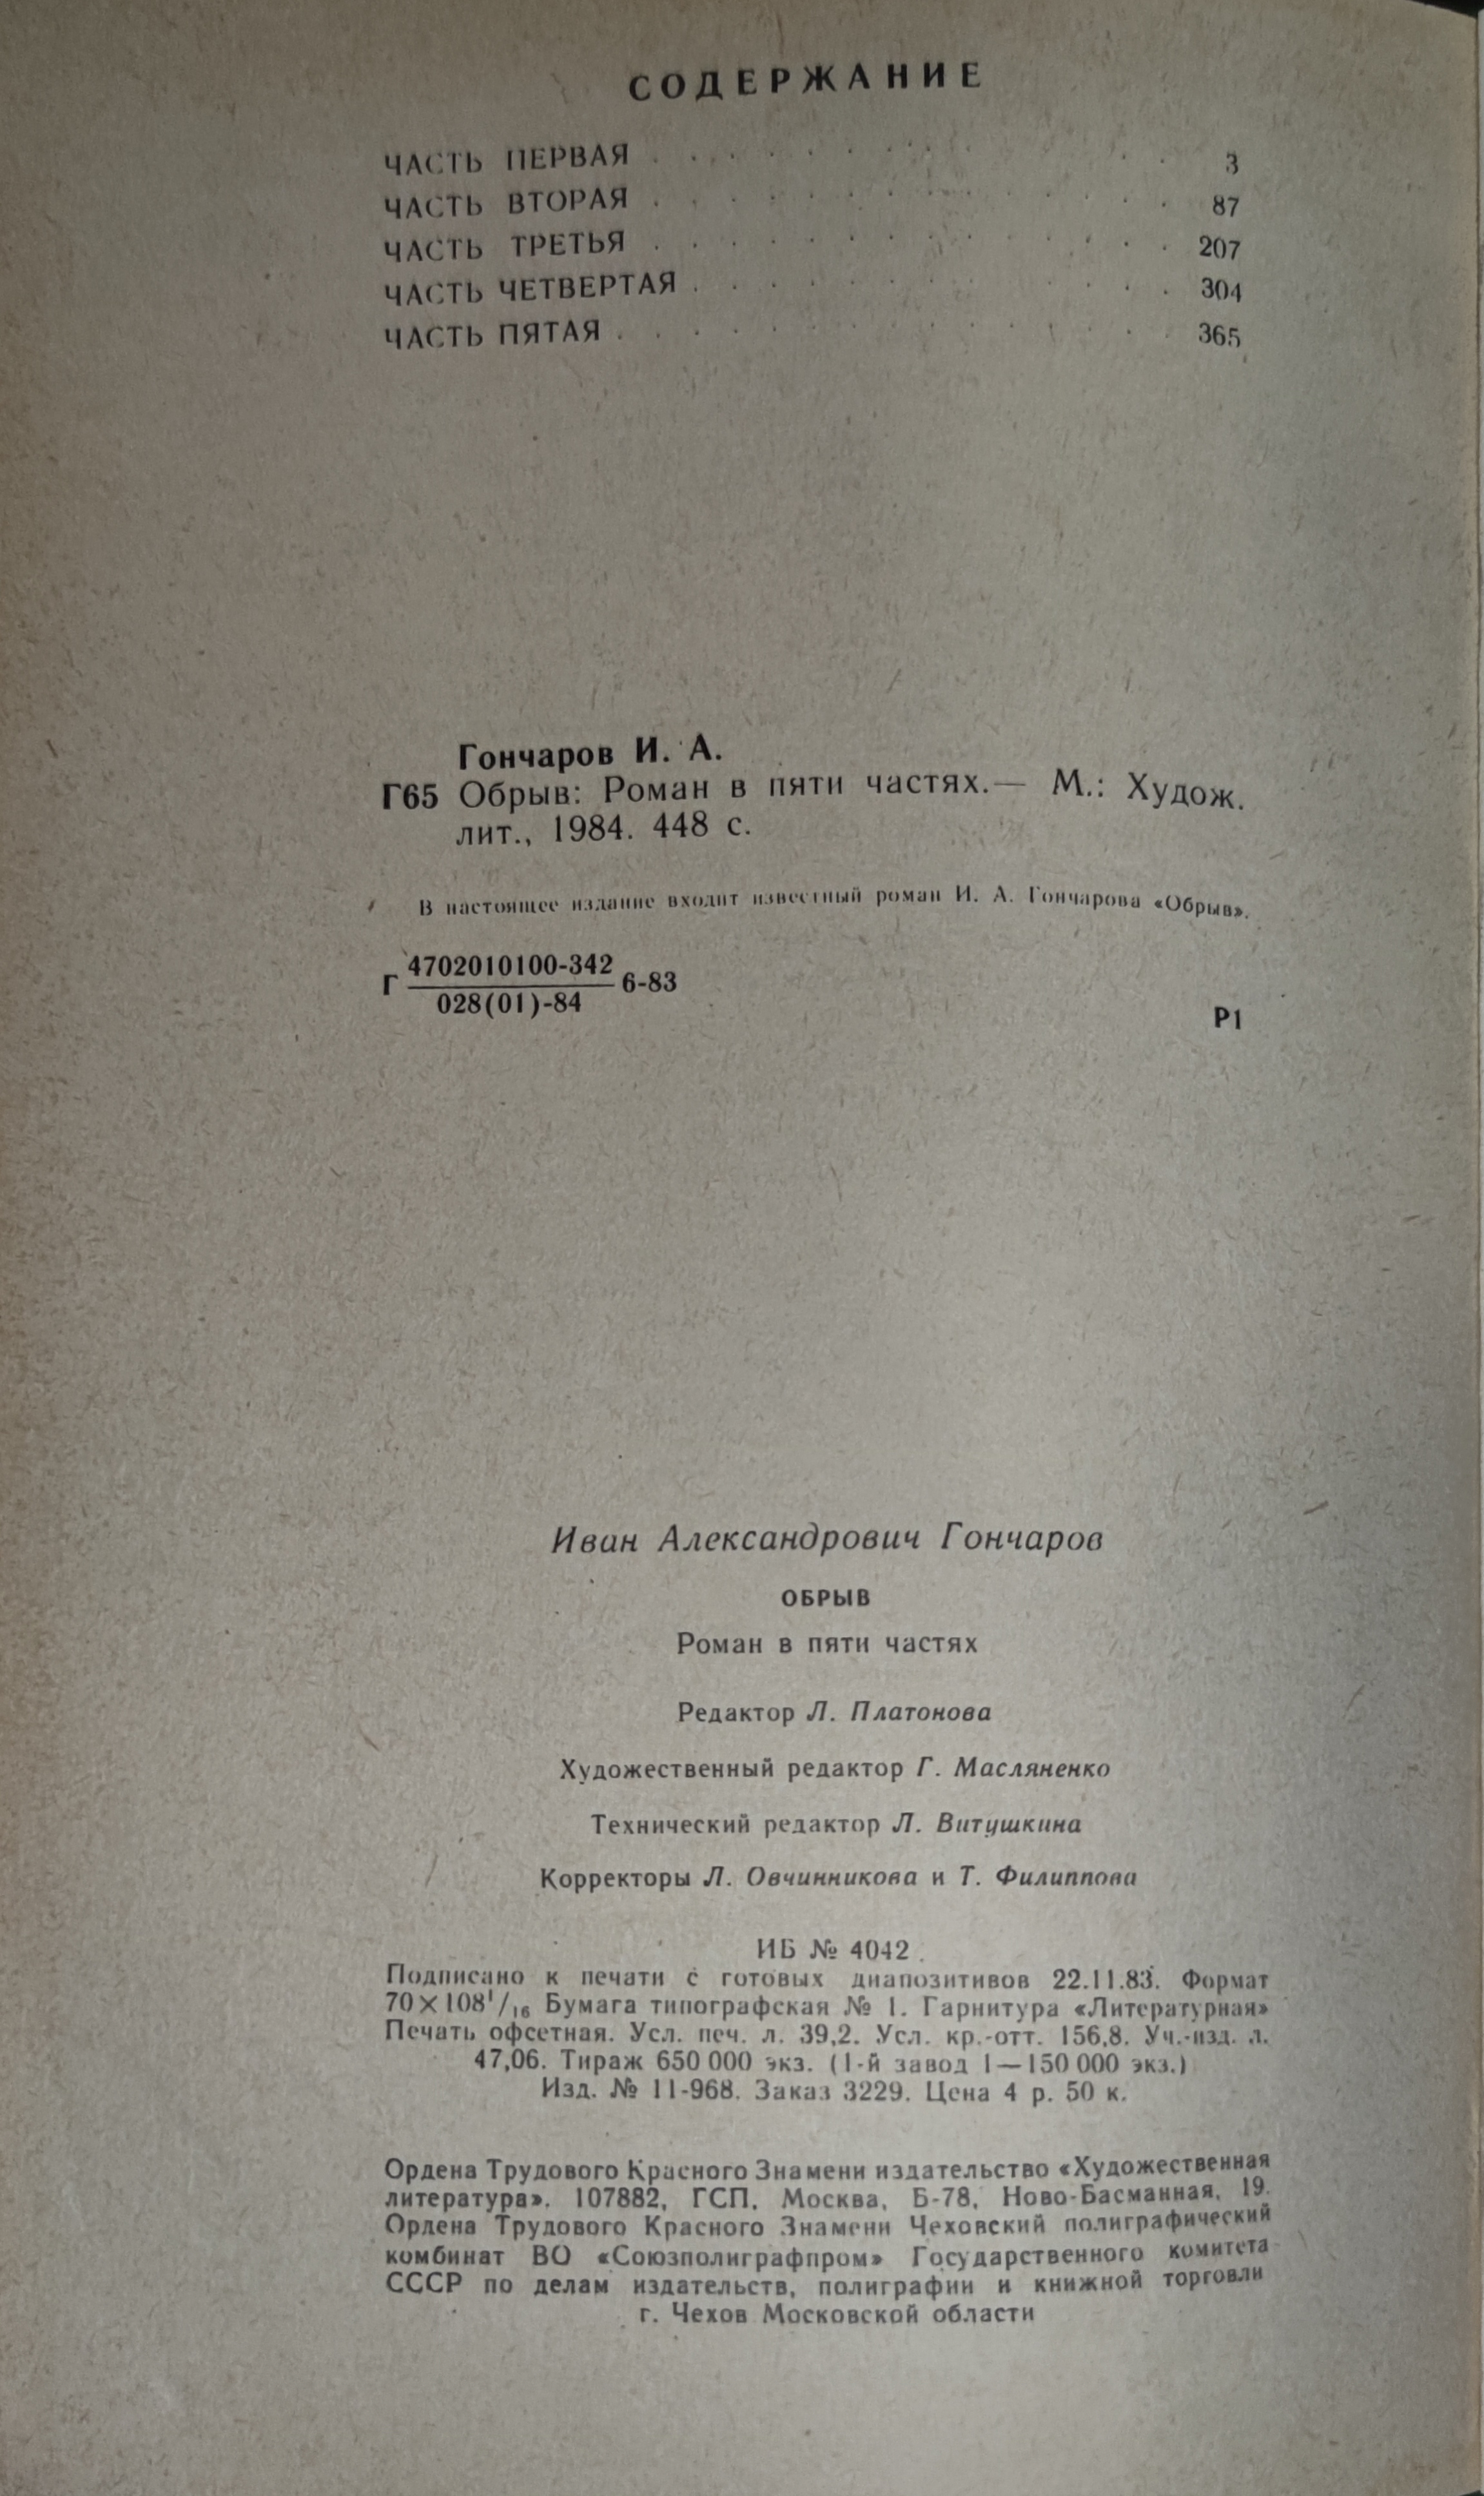 СОДЕРЖАНИЕ
ЧАСТЬ ПЕРВАЯ . . . . . . . . . . 3
ЧАСТЬ ВТОРАЯ . . . . . . . . . . 87
ЧАСТЬ ТРЕТЬЯ . . . . . . . . . . 207
ЧАСТЬ ЧЕТВЕРТАЯ . . . . . . . . . . 304
ЧАСТЬ ПЯТАЯ . . . . . . . . . . 365
Гончаров И. А.
Г65 Обрыв: Роман в пяти частях.— М.: Худож.
лит., 1984. 448 с.
В настоящее издание входит известный роман И. А. Гончарова «Обрыв».
4702010100-342
Г 6-83
028(01)-84
Р1
Иван Александрович Гончаров
ОБРЫВ
Роман в пяти частях
Редактор Л. Платонова
Художественный редактор Г. Масляненко
Технический редактор Л. Витушкина
Корректоры Л. Овчинникова и Т. Филиппова
ИБ № 4042
Подписано к печати с готовых диапозитивов 22.11.83. Формат
70×108¹/₁₆ Бумага типографская № 1. Гарнитура «Литературная»
Печать офсетная. Усл. печ. л. 39,2. Усл. кр.-отт. 156,8. Уч.-изд. л.
47,06. Тираж 650 000 экз. (1-й завод 1—150 000 экз.)
Изд. № 11-968. Заказ 3229. Цена 4 р. 50 к.
Ордена Трудового Красного Знамени издательство «Художественная
литература». 107882, ГСП, Москва, Б-78, Ново-Басманная, 19.
Ордена Трудового Красного Знамени Чеховский полиграфический
комбинат ВО «Союзполиграфпром» Государственного комитета
СССР по делам издательств, полиграфии и книжной торговли
г. Чехов Московской области